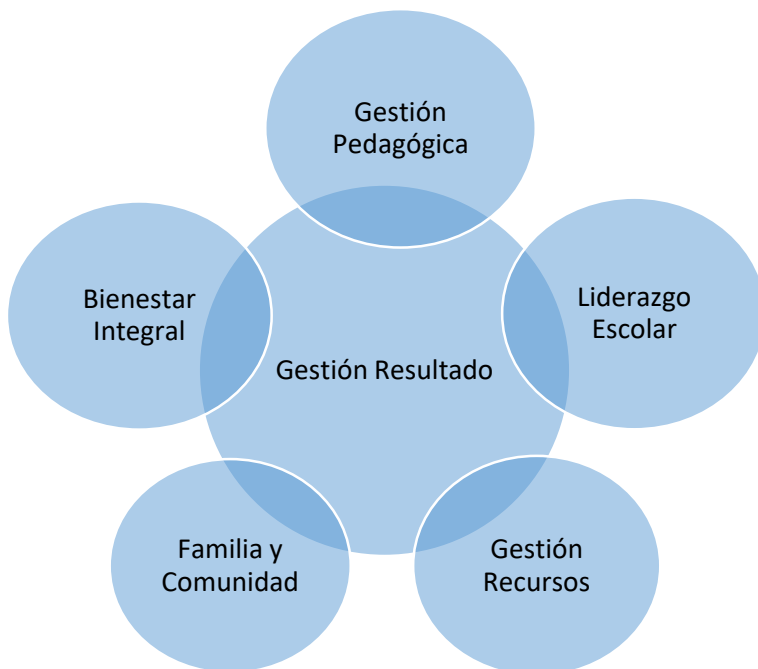 Gestión
Pedagógica
Bienestar
Integral
Liderazgo
Escolar
Gestión Resultado
Familia y
Comunidad
Gestión
Recursos